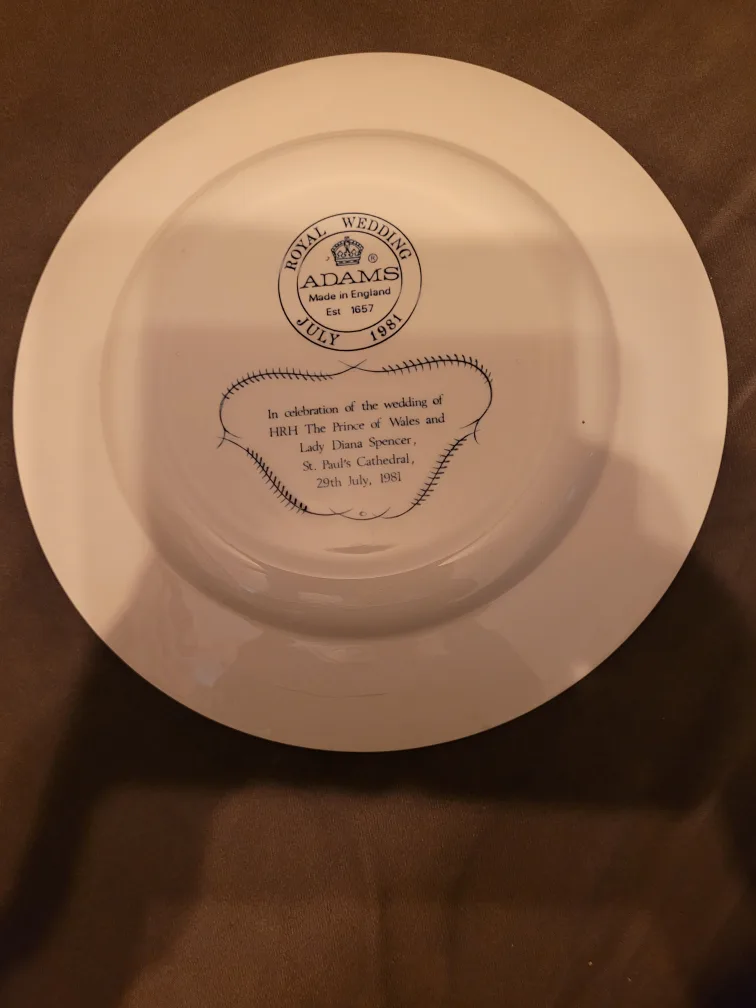 ROYAL WEDDING
®
ADAMS
Made in England
Est 1657
JULY 1981
In celebration of the wedding of
HRH The Prince of Wales and
Lady Diana Spencer,
St. Paul's Cathedral,
29th July, 1981
©